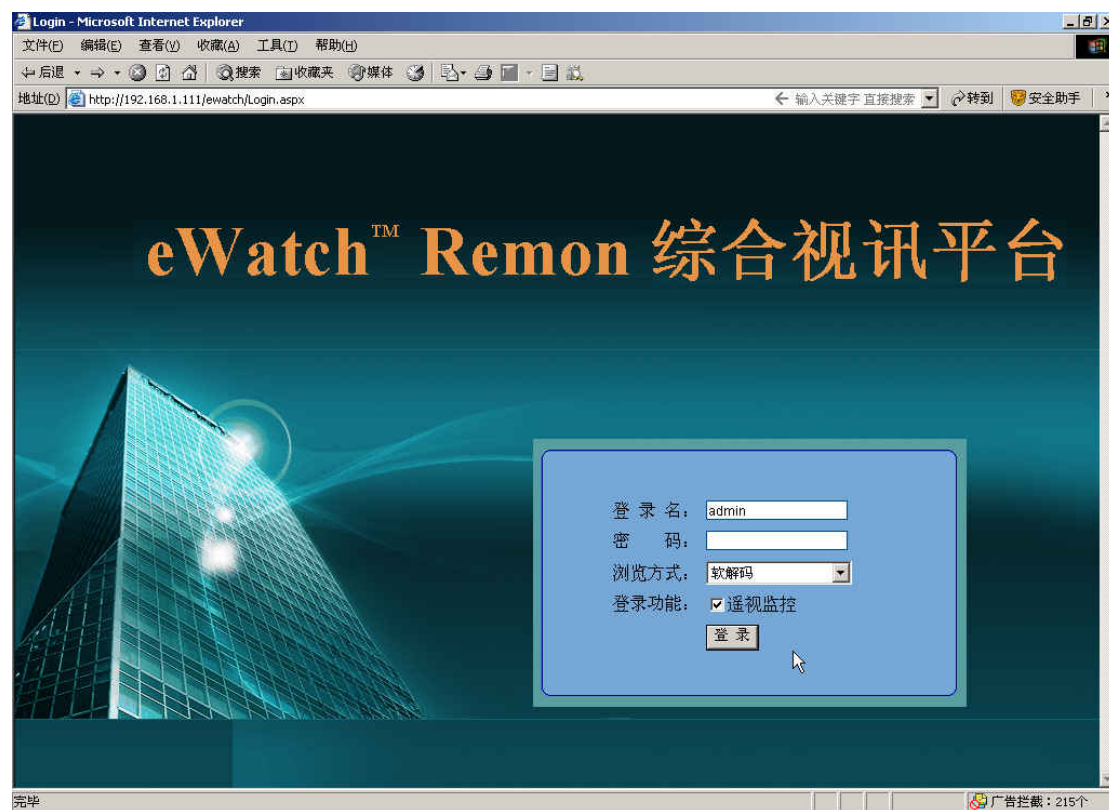 Login - Microsoft Internet Explorer
文件(F) 编辑(E) 查看(V) 收藏(A) 工具(T) 帮助(H)
后退 搜索 收藏夹 媒体
地址(D) http://192.168.1.111/ewatch/Login.aspx 输入关键字 直接搜索 转到 安全助手
eWatch™ Remon 综合视讯平台
登 录 名： admin
密 码：
浏览方式： 软解码
登录功能： 遥视监控
登 录
完毕 广告拦截：215个